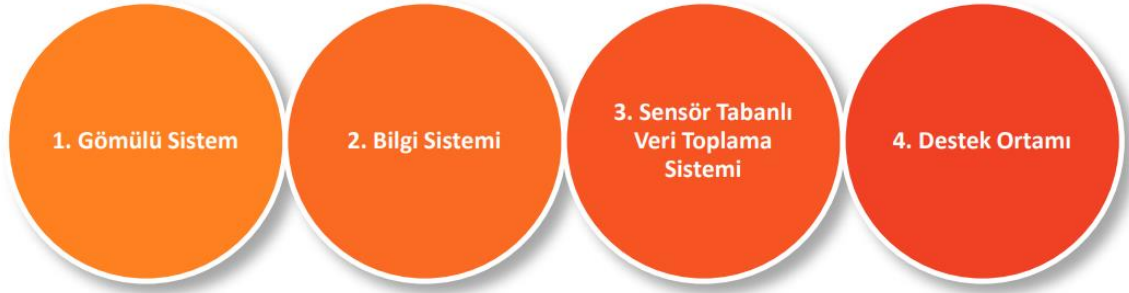 1. Gömülü Sistem
2. Bilgi Sistemi
3. Sensör Tabanlı
Veri Toplama
Sistemi
4. Destek Ortamı